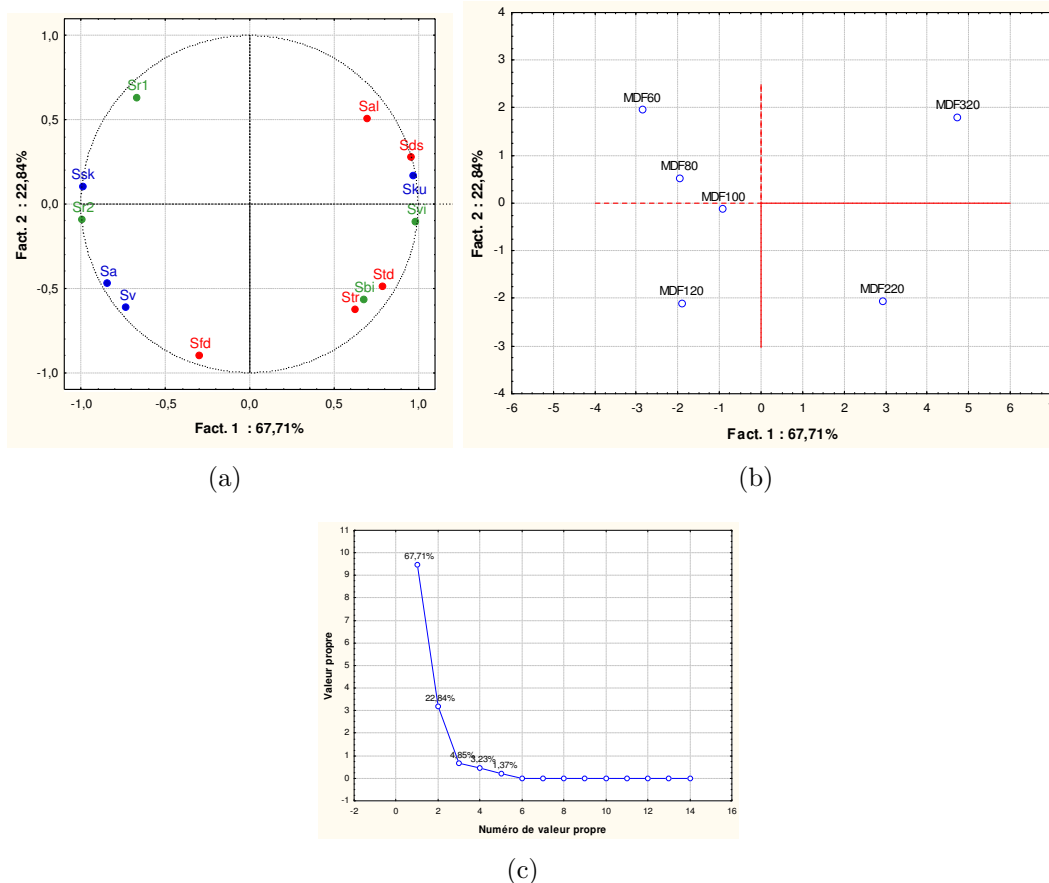 1,0
0,5
0,0
-0,5
-1,0
Fact. 2 : 22,84%
Sr1
Sal
Sds
Ssk
Sku
Sr2
Svi
Sa
Std
Sv
Sbi
Str
Sfd
-1,0 -0,5 0,0 0,5 1,0
Fact. 1 : 67,71%
(a)
4
3
2
1
0
-1
-2
-3
-4
Fact. 2 : 22,84%
MDF60
MDF320
MDF80
MDF100
MDF120
MDF220
-6 -5 -4 -3 -2 -1 0 1 2 3 4 5 6
Fact. 1 : 67,71%
(b)
11
10
9
8
7
6
5
4
3
2
1
0
-1
Valeur propre
67,71%
22,84%
4,85%
3,23%
1,37%
-2 0 2 4 6 8 10 12 14 16
Numéro de valeur propre
(c)